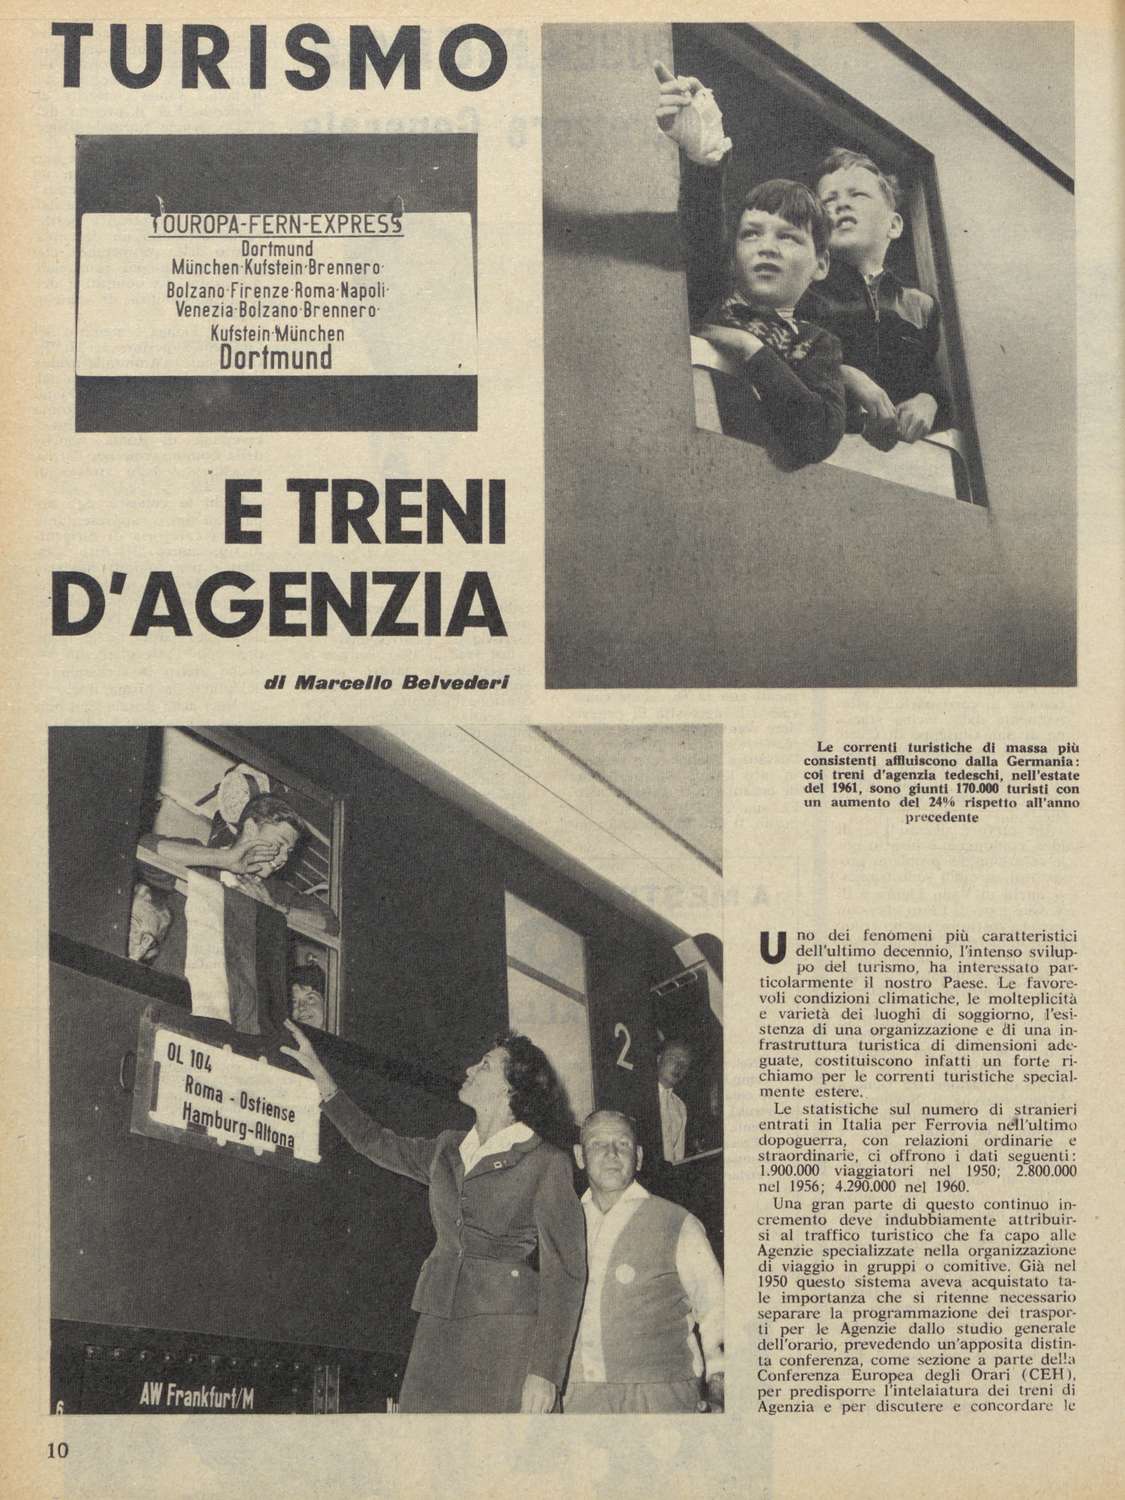 TURISMO
TOUROPA-FERN-EXPRESS
Dortmund
München·Kufstein·Brennero·
Bolzano·Firenze·Roma·Napoli·
Venezia·Bolzano·Brennero·
Kufstein·München
Dortmund
E TRENI
D'AGENZIA
di Marcello Belvederi
Le correnti turistiche di massa più
consistenti affluiscono dalla Germania:
coi treni d'agenzia tedeschi, nell'estate
del 1961, sono giunti 170.000 turisti con
un aumento del 24% rispetto all'anno
precedente
OL 104
Roma - Ostiense
Hamburg-Altona
2
6
AW Frankfurt/M
Uno dei fenomeni più caratteristici
dell'ultimo decennio, l'intenso svilup-
po del turismo, ha interessato par-
ticolarmente il nostro Paese. Le favore-
voli condizioni climatiche, le molteplicità
e varietà dei luoghi di soggiorno, l'esi-
stenza di una organizzazione e di una in-
frastruttura turistica di dimensioni ade-
guate, costituiscono infatti un forte ri-
chiamo per le correnti turistiche special-
mente estere.
Le statistiche sul numero di stranieri
entrati in Italia per Ferrovia nell'ultimo
dopoguerra, con relazioni ordinarie e
straordinarie, ci offrono i dati seguenti:
1.900.000 viaggiatori nel 1950; 2.800.000
nel 1956; 4.290.000 nel 1960.
Una gran parte di questo continuo in-
cremento deve indubbiamente attribuir-
si al traffico turistico che fa capo alle
Agenzie specializzate nella organizzazione
di viaggio in gruppi o comitive. Già nel
1950 questo sistema aveva acquistato ta-
le importanza che si ritenne necessario
separare la programmazione dei traspor-
ti per le Agenzie dallo studio generale
dell'orario, prevedendo un'apposita distin-
ta conferenza, come sezione a parte della
Conferenza Europea degli Orari (CEH),
per predisporre l'intelaiatura dei treni di
Agenzia e per discutere e concordare le
10